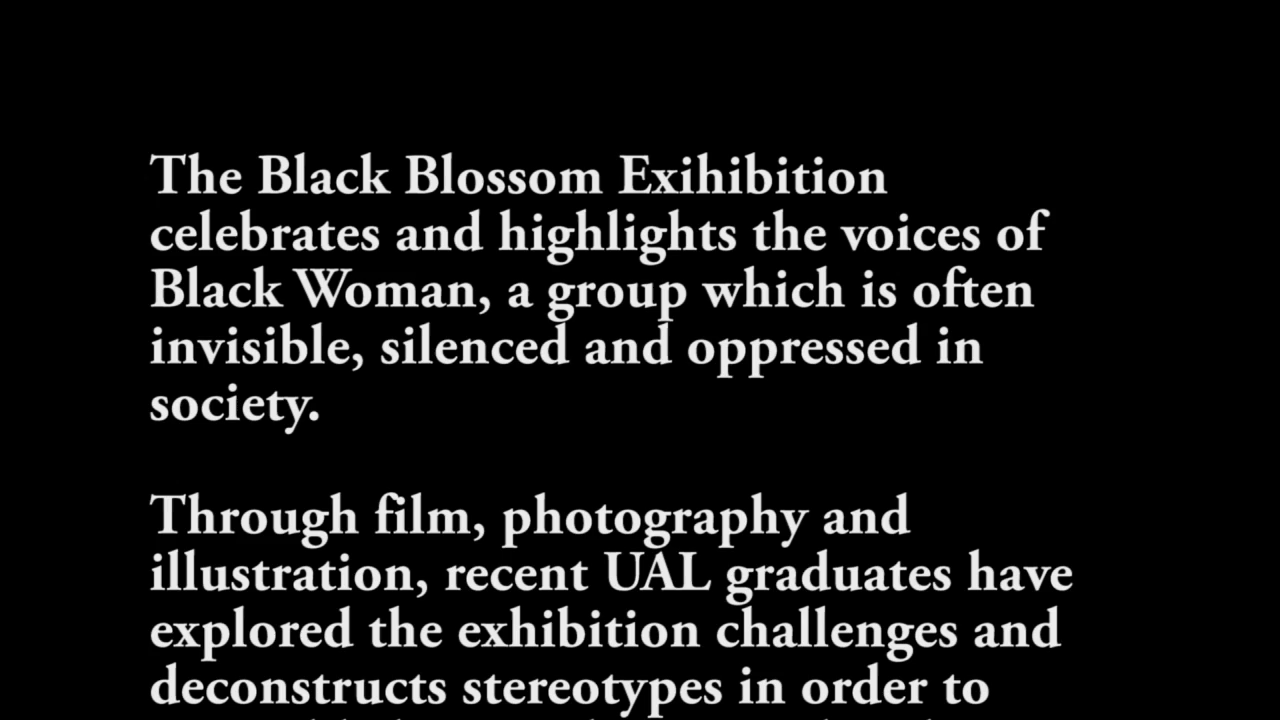 The Black Blossom Exihibition
celebrates and highlights the voices of
Black Woman, a group which is often
invisible, silenced and oppressed in
society.
Through film, photography and
illustration, recent UAL graduates have
explored the exhibition challenges and
deconstructs stereotypes in order to